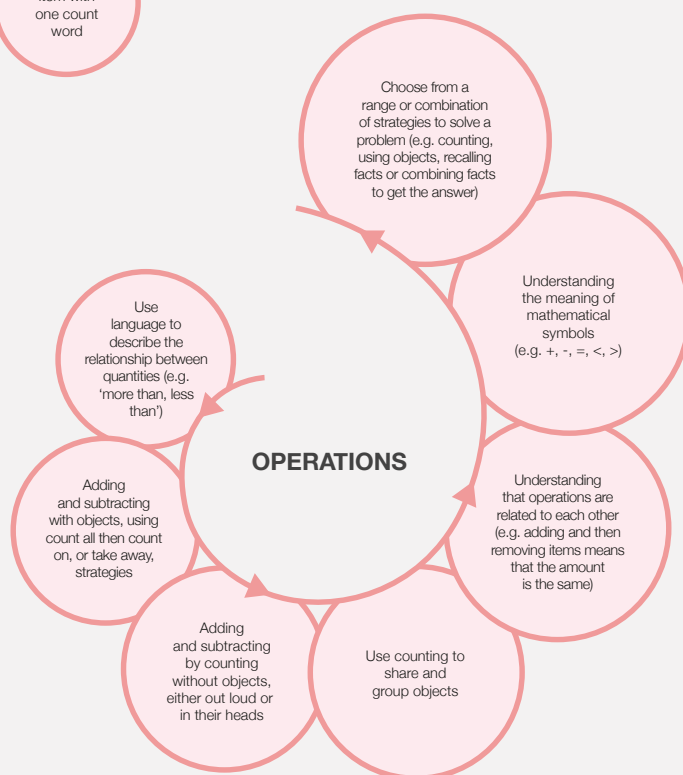 one count
word
Choose from a
range or combination
of strategies to solve a
problem (e.g. counting,
using objects, recalling
facts or combining facts
to get the answer)
Understanding
the meaning of
mathematical
symbols
(e.g. +, -, =, <, >)
Use
language to
describe the
relationship between
quantities (e.g.
‘more than, less
than’)
OPERATIONS
Understanding
that operations are
related to each other
(e.g. adding and then
removing items means
that the amount
is the same)
Adding
and subtracting
with objects, using
count all then count
on, or take away,
strategies
Adding
and subtracting
by counting
without objects,
either out loud or
in their heads
Use counting to
share and
group objects